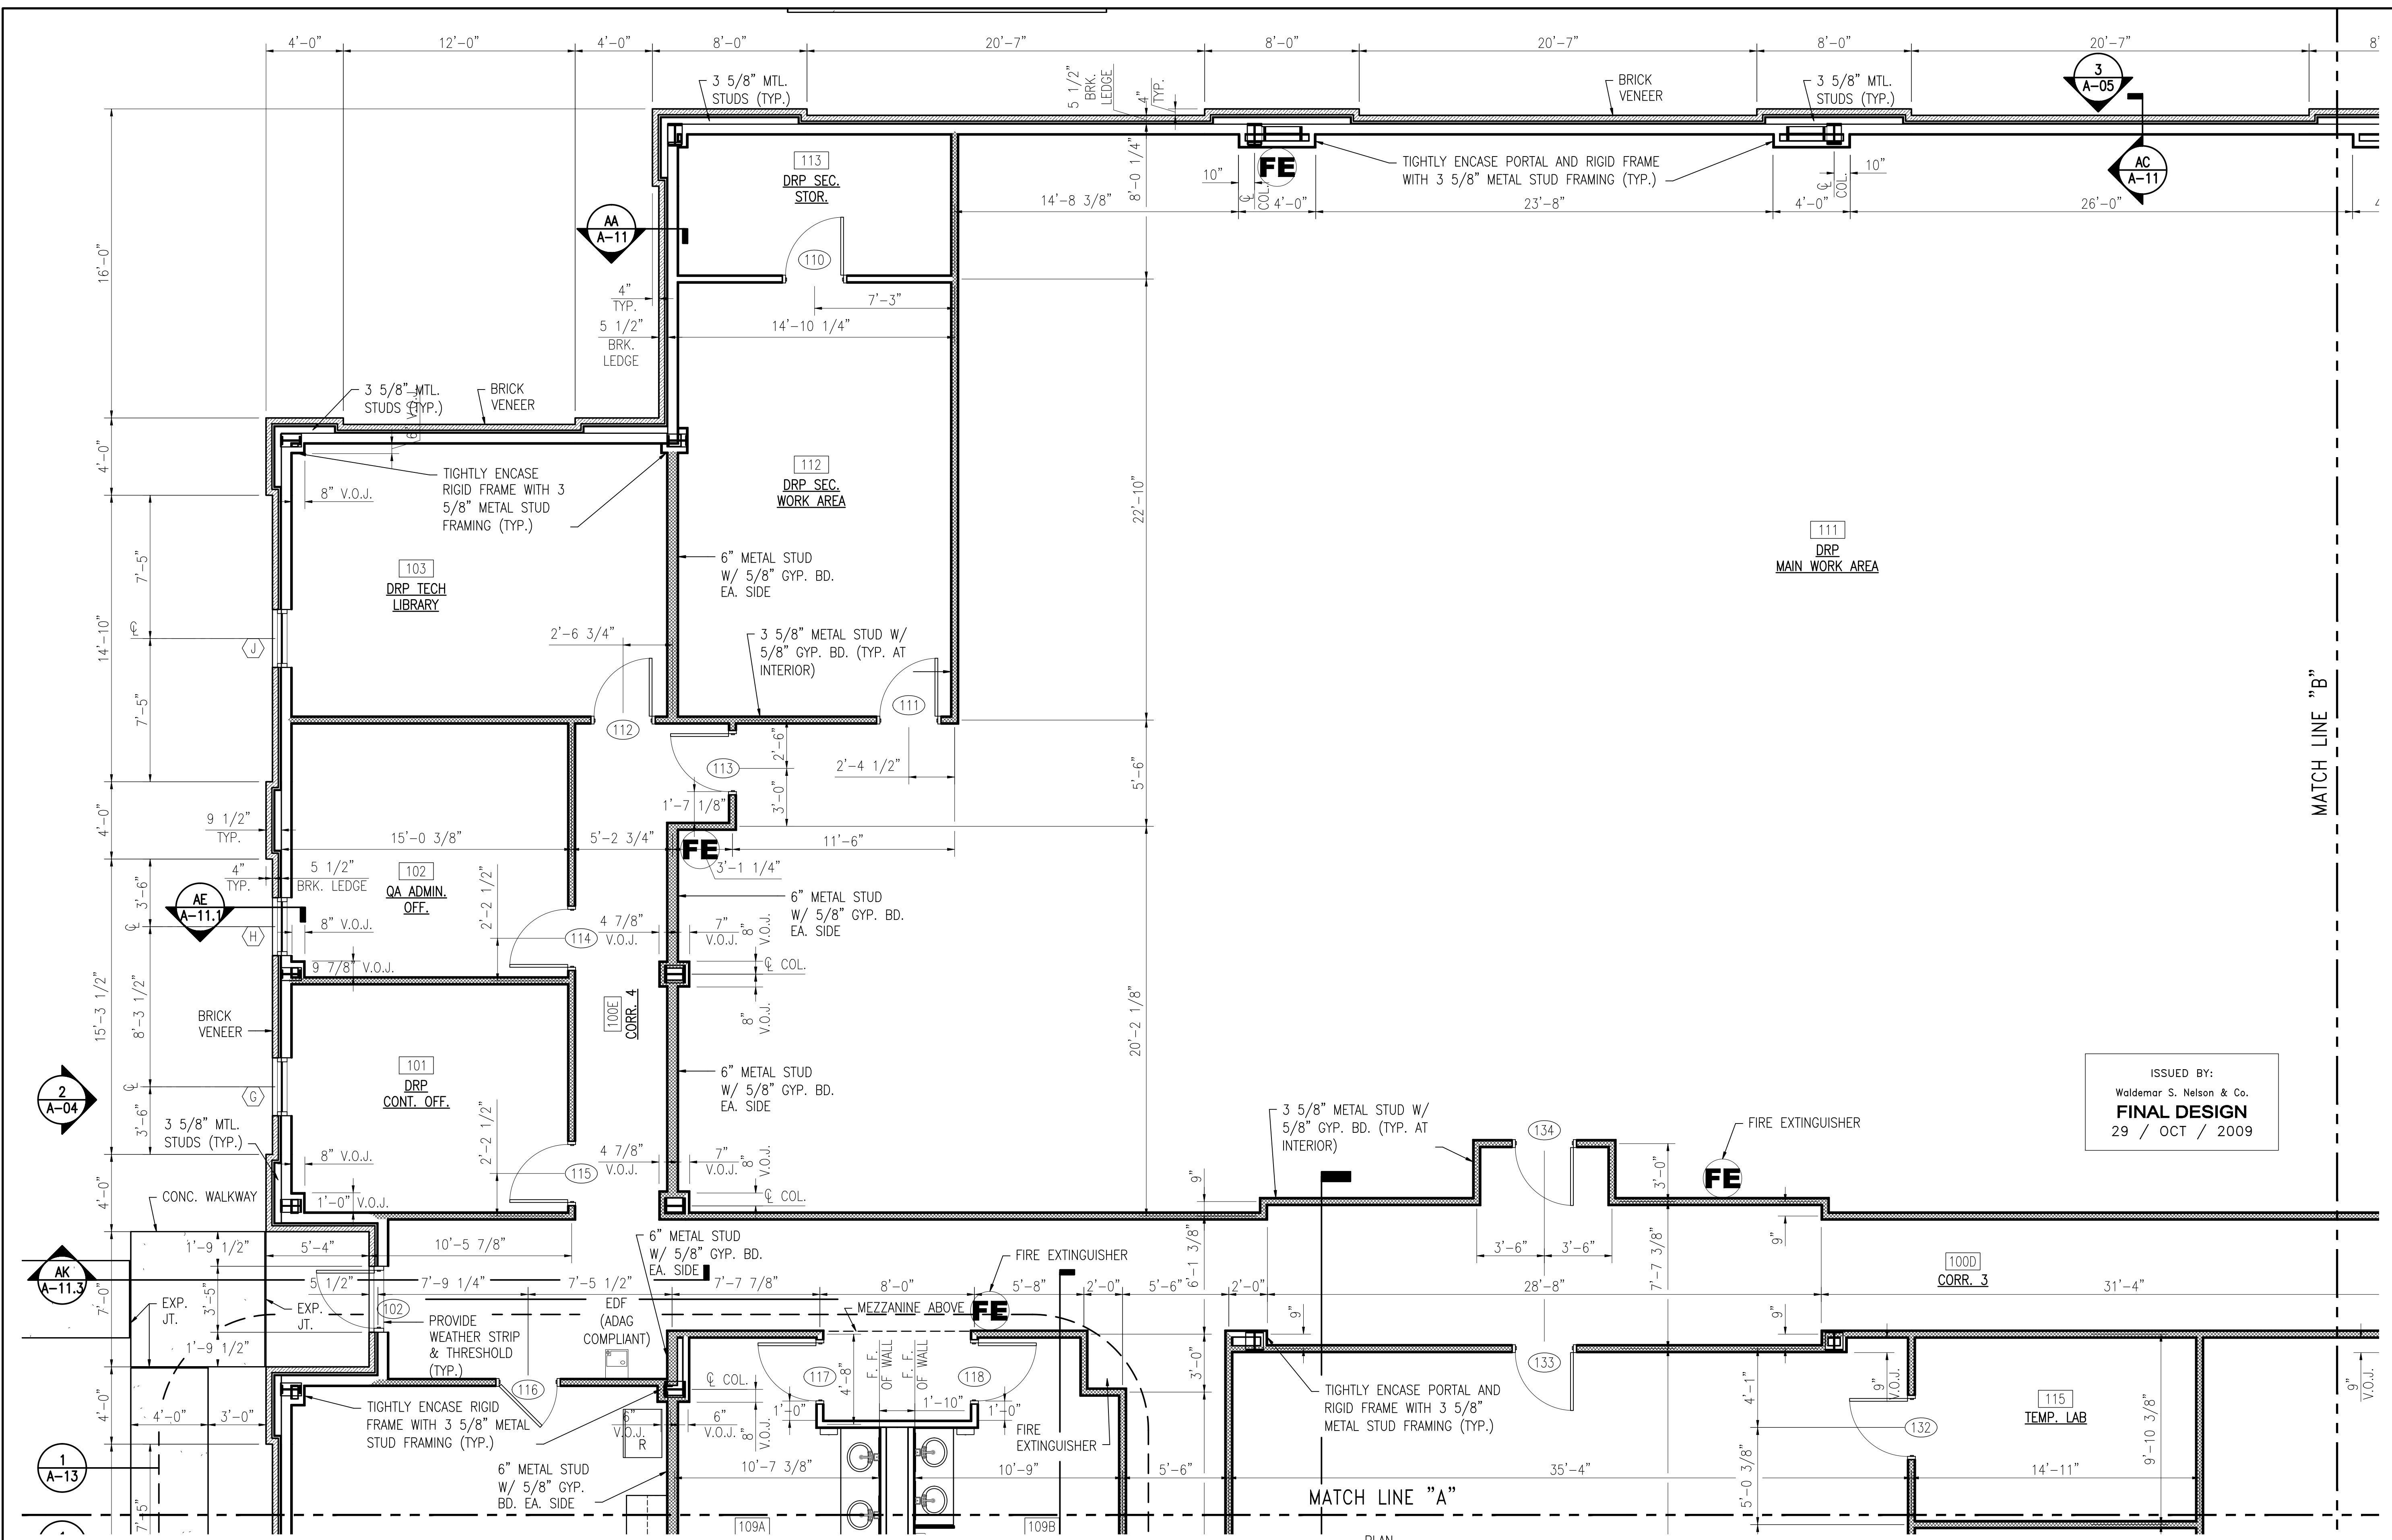 4'-0"
12'-0"
4'-0"
8'-0"
20'-7"
8'-0"
20'-7"
8'-0"
20'-7"
8'
3 5/8" MTL.
STUDS (TYP.)
5 1/2"
BRK.
LEDGE
4"
TYP.
BRICK
VENEER
3 5/8" MTL.
STUDS (TYP.)
3
A-05
113
DRP SEC.
STOR.
8'-0 1/4"
FE
TIGHTLY ENCASE PORTAL AND RIGID FRAME
WITH 3 5/8" METAL STUD FRAMING (TYP.)
AC
A-11
10"
℄
COL.
14'-8 3/8"
4'-0"
23'-8"
4'-0"
10"
℄
COL.
26'-0"
16'-0"
AA
A-11
110
4"
TYP.
7'-3"
5 1/2"
BRK.
LEDGE
14'-10 1/4"
3 5/8" MTL.
STUDS (TYP.)
6" V.O.J.
BRICK
VENEER
4'-0"
TIGHTLY ENCASE
RIGID FRAME WITH 3
5/8" METAL STUD
FRAMING (TYP.)
8" V.O.J.
112
DRP SEC.
WORK AREA
22'-10"
111
DRP
MAIN WORK AREA
7'-5"
14'-10"
103
DRP TECH
LIBRARY
6" METAL STUD
W/ 5/8" GYP. BD.
EA. SIDE
℄
J
2'-6 3/4"
3 5/8" METAL STUD W/
5/8" GYP. BD. (TYP. AT
INTERIOR)
7'-5"
112
111
113
2'-6"
2'-4 1/2"
5'-6"
MATCH LINE "B"
1'-7 1/8"
3'-0"
4'-0"
9 1/2"
TYP.
15'-0 3/8"
5'-2 3/4"
FE
11'-6"
3'-1 1/4"
4"
TYP.
5 1/2"
BRK. LEDGE
3'-6"
102
QA ADMIN.
OFF.
2'-2 1/2"
AE
A-11.1
℄
H
8" V.O.J.
114
4 7/8"
V.O.J.
7"
V.O.J.
8"
V.O.J.
6" METAL STUD
W/ 5/8" GYP. BD.
EA. SIDE
9 7/8" V.O.J.
℄ COL.
8"
V.O.J.
15'-3 1/2"
8'-3 1/2"
BRICK
VENEER
100E
CORR. 4
20'-2 1/8"
101
DRP
CONT. OFF.
6" METAL STUD
W/ 5/8" GYP. BD.
EA. SIDE
ISSUED BY:
Waldemar S. Nelson & Co.
FINAL DESIGN
29 / OCT / 2009
2
A-04
℄
G
3'-6"
3 5/8" MTL.
STUDS (TYP.)
2'-2 1/2"
3 5/8" METAL STUD W/
5/8" GYP. BD. (TYP. AT
INTERIOR)
134
FIRE EXTINGUISHER
8" V.O.J.
115
4 7/8"
V.O.J.
7"
V.O.J.
8"
V.O.J.
3'-0"
FE
4'-0"
CONC. WALKWAY
1'-0" V.O.J.
℄ COL.
9"
6" METAL STUD
W/ 5/8" GYP. BD.
EA. SIDE
1'-9 1/2"
5'-4"
10'-5 7/8"
FIRE EXTINGUISHER
6'-1 3/8"
3'-6"
3'-6"
7'-7 3/8"
9"
100D
CORR. 3
AK
A-11.3
7'-0"
3'-5"
5 1/2"
7'-9 1/4"
7'-5 1/2"
7'-7 7/8"
8'-0"
5'-8"
2'-0"
5'-6"
2'-0"
28'-8"
31'-4"
EXP.
JT.
EXP.
JT.
102
PROVIDE
WEATHER STRIP
& THRESHOLD
(TYP.)
EDF
(ADAG
COMPLIANT)
MEZZANINE ABOVE
FE
9"
9"
1'-9 1/2"
116
117
118
4'-8"
F. F.
OF WALL
F. F.
OF WALL
℄ COL.
3'-0"
133
4'-1"
9"
V.O.J.
9"
V.O.J.
4'-0"
4'-0"
3'-0"
TIGHTLY ENCASE RIGID
FRAME WITH 3 5/8" METAL
STUD FRAMING (TYP.)
6"
V.O.J.
6"
V.O.J.
8"
V.O.J.
1'-0"
1'-10"
1'-0"
TIGHTLY ENCASE PORTAL AND
RIGID FRAME WITH 3 5/8"
METAL STUD FRAMING (TYP.)
115
TEMP. LAB
132
9'-10 3/8"
R
FIRE
EXTINGUISHER
1
A-13
6" METAL STUD
W/ 5/8" GYP.
BD. EA. SIDE
10'-7 3/8"
10'-9"
5'-6"
35'-4"
14'-11"
5'-0 3/8"
7'-5"
MATCH LINE "A"
109A
109B